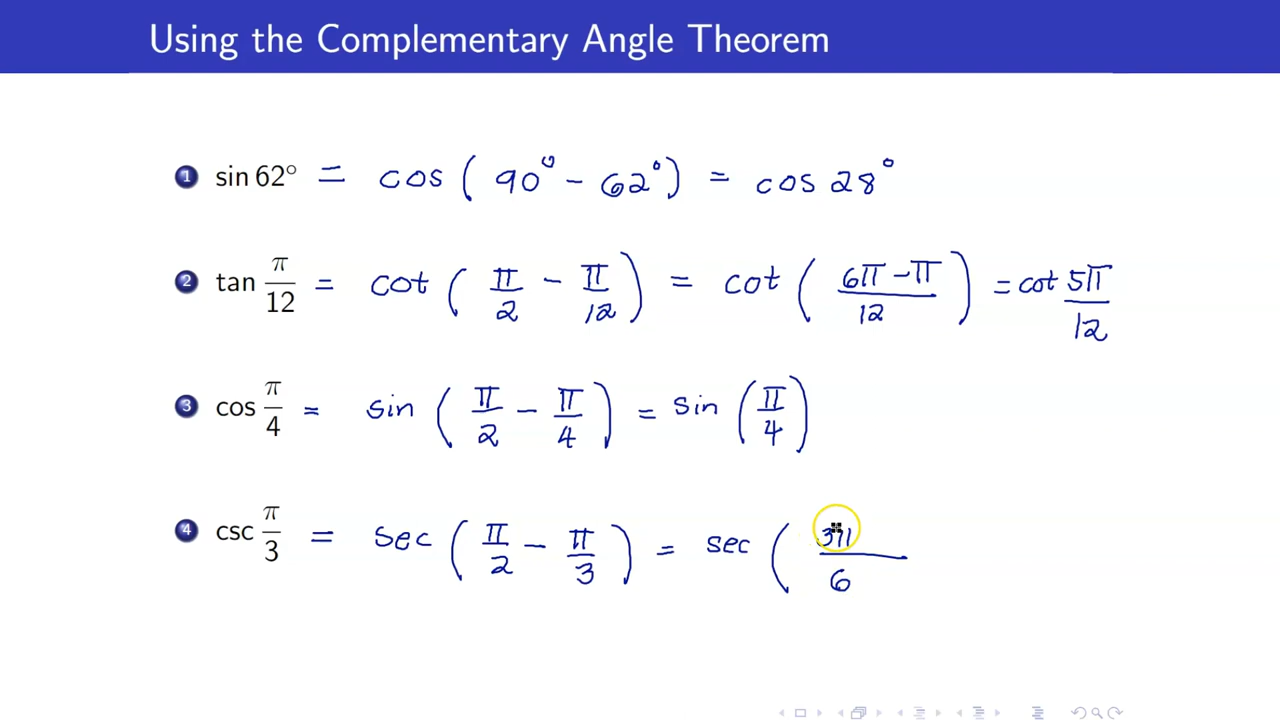 Using the Complementary Angle Theorem
1 sin 62° = cos ( 90° - 62° ) = cos 28°
2 tan π/12 = cot ( π/2 - π/12 ) = cot ( 6π - π / 12 ) = cot 5π/12
3 cos π/4 = sin ( π/2 - π/4 ) = sin ( π/4 )
4 csc π/3 = sec ( π/2 - π/3 ) = sec ( 3π / 6